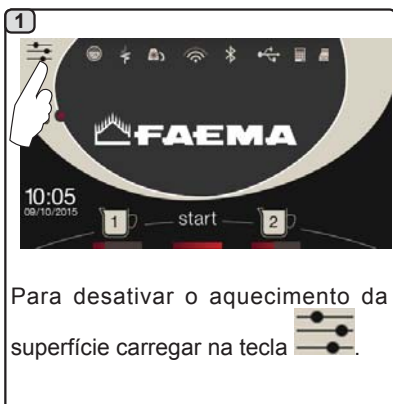 1
FAEMA
10:05
09/10/2015
1 start 2
Para desativar o aquecimento da
superfície carregar na tecla .